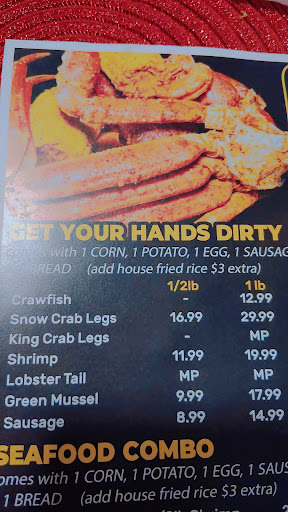 GET YOUR HANDS DIRTY
comes with 1 CORN, 1 POTATO, 1 EGG, 1 SAUSAG
BREAD (add house fried rice $3 extra)
1/2lb 1 lb
Crawfish - 12.99
Snow Crab Legs 16.99 29.99
King Crab Legs - MP
Shrimp 11.99 19.99
Lobster Tail MP MP
Green Mussel 9.99 17.99
Sausage 8.99 14.99
SEAFOOD COMBO
omes with 1 CORN, 1 POTATO, 1 EGG, 1 SAUS
1 BREAD (add house fried rice $3 extra)